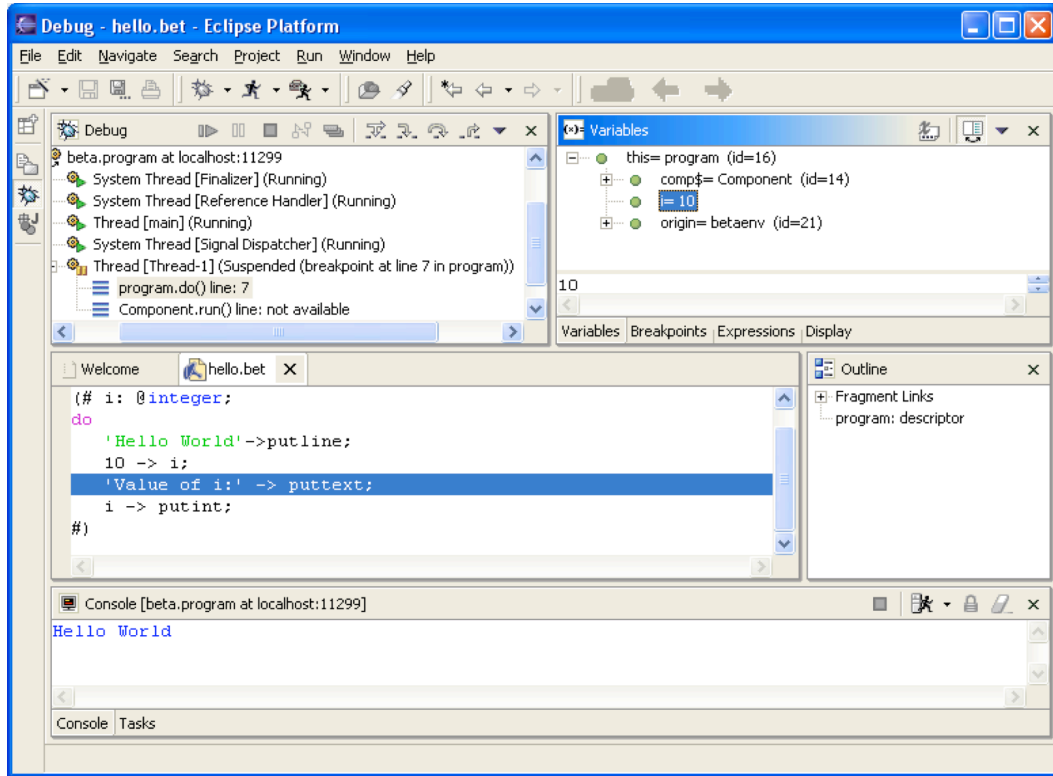 Debug - hello.bet - Eclipse Platform
File Edit Navigate Search Project Run Window Help
Debug
beta.program at localhost:11299
System Thread [Finalizer] (Running)
System Thread [Reference Handler] (Running)
Thread [main] (Running)
System Thread [Signal Dispatcher] (Running)
Thread [Thread-1] (Suspended (breakpoint at line 7 in program))
program.do() line: 7
Component.run() line: not available
(x)= Variables
this= program (id=16)
comp$= Component (id=14)
i= 10
origin= betaenv (id=21)
10
Variables Breakpoints Expressions Display
Welcome hello.bet
(# i: @integer;
do
'Hello World'->putline;
10 -> i;
'Value of i:' -> puttext;
i -> putint;
#)
Outline
Fragment Links
program: descriptor
Console [beta.program at localhost:11299]
Hello World
Console Tasks